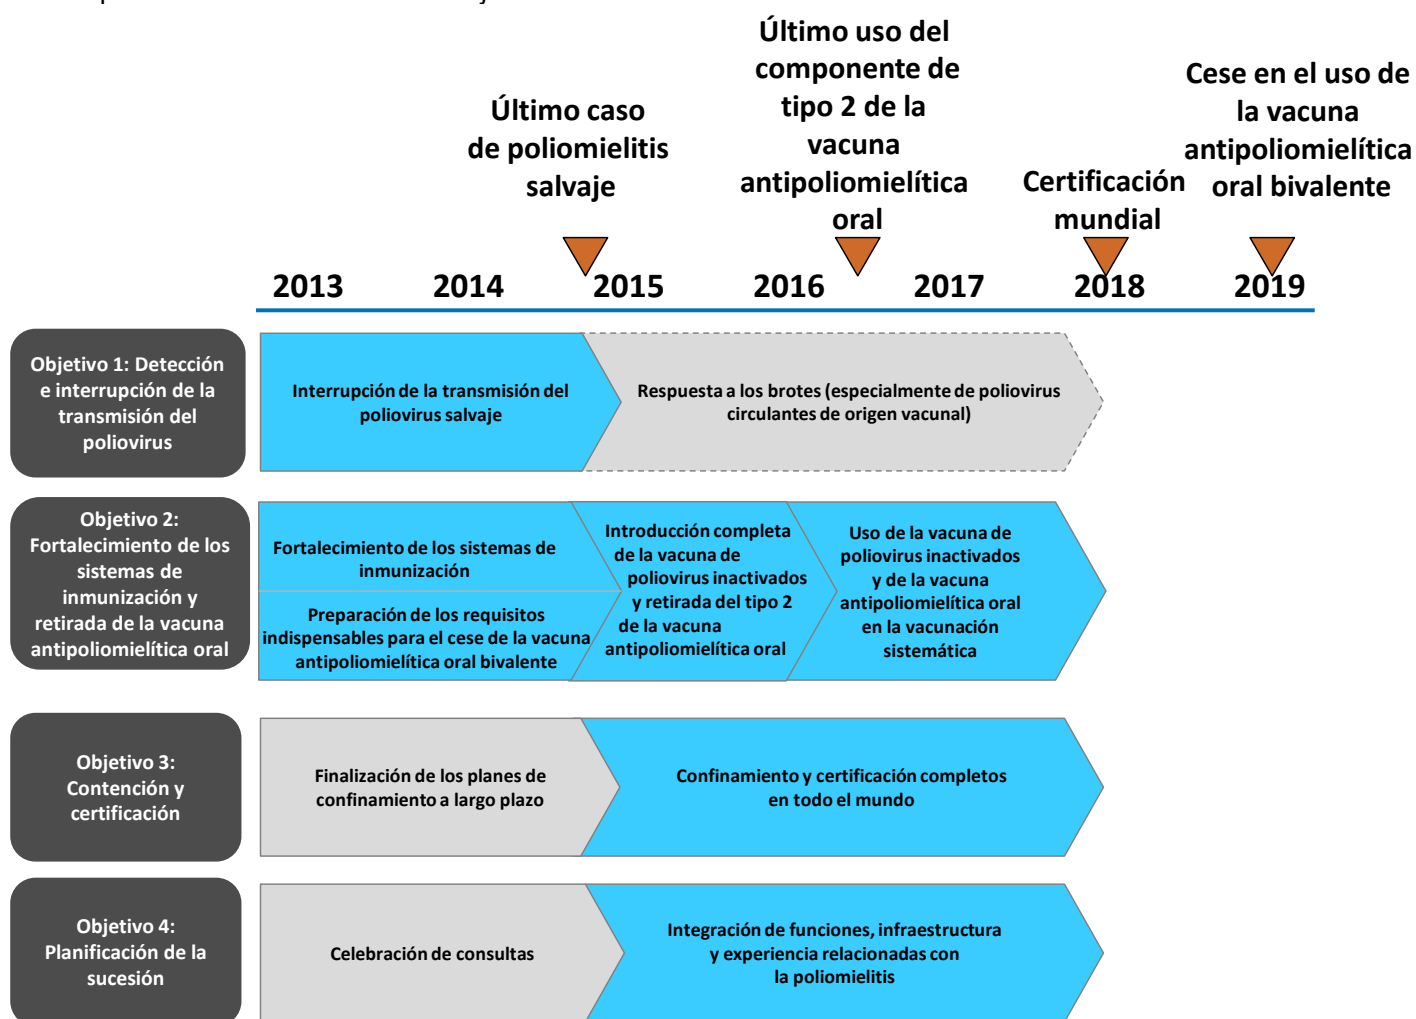 Último caso
de poliomielitis
salvaje
Último uso del
componente de
tipo 2 de la
vacuna
antipoliomielítica
oral
Certificación
mundial
Cese en el uso de
la vacuna
antipoliomielítica
oral bivalente
2013 2014 2015 2016 2017 2018 2019
Objetivo 1: Detección
e interrupción de la
transmisión del
poliovirus
Interrupción de la transmisión del
poliovirus salvaje
Respuesta a los brotes (especialmente de poliovirus
circulantes de origen vacunal)
Objetivo 2:
Fortalecimiento de los
sistemas de
inmunización y
retirada de la vacuna
antipoliomielítica oral
Fortalecimiento de los sistemas de
inmunización
Preparación de los requisitos
indispensables para el cese de la vacuna
antipoliomielítica oral bivalente
Introducción completa
de la vacuna de
poliovirus inactivados
y retirada del tipo 2
de la vacuna
antipoliomielítica oral
Uso de la vacuna de
poliovirus inactivados
y de la vacuna
antipoliomielítica oral
en la vacunación
sistemática
Objetivo 3:
Contención y
certificación
Finalización de los planes de
confinamiento a largo plazo
Confinamiento y certificación completos
en todo el mundo
Objetivo 4:
Planificación de la
sucesión
Celebración de consultas
Integración de funciones, infraestructura
y experiencia relacionadas con
la poliomielitis